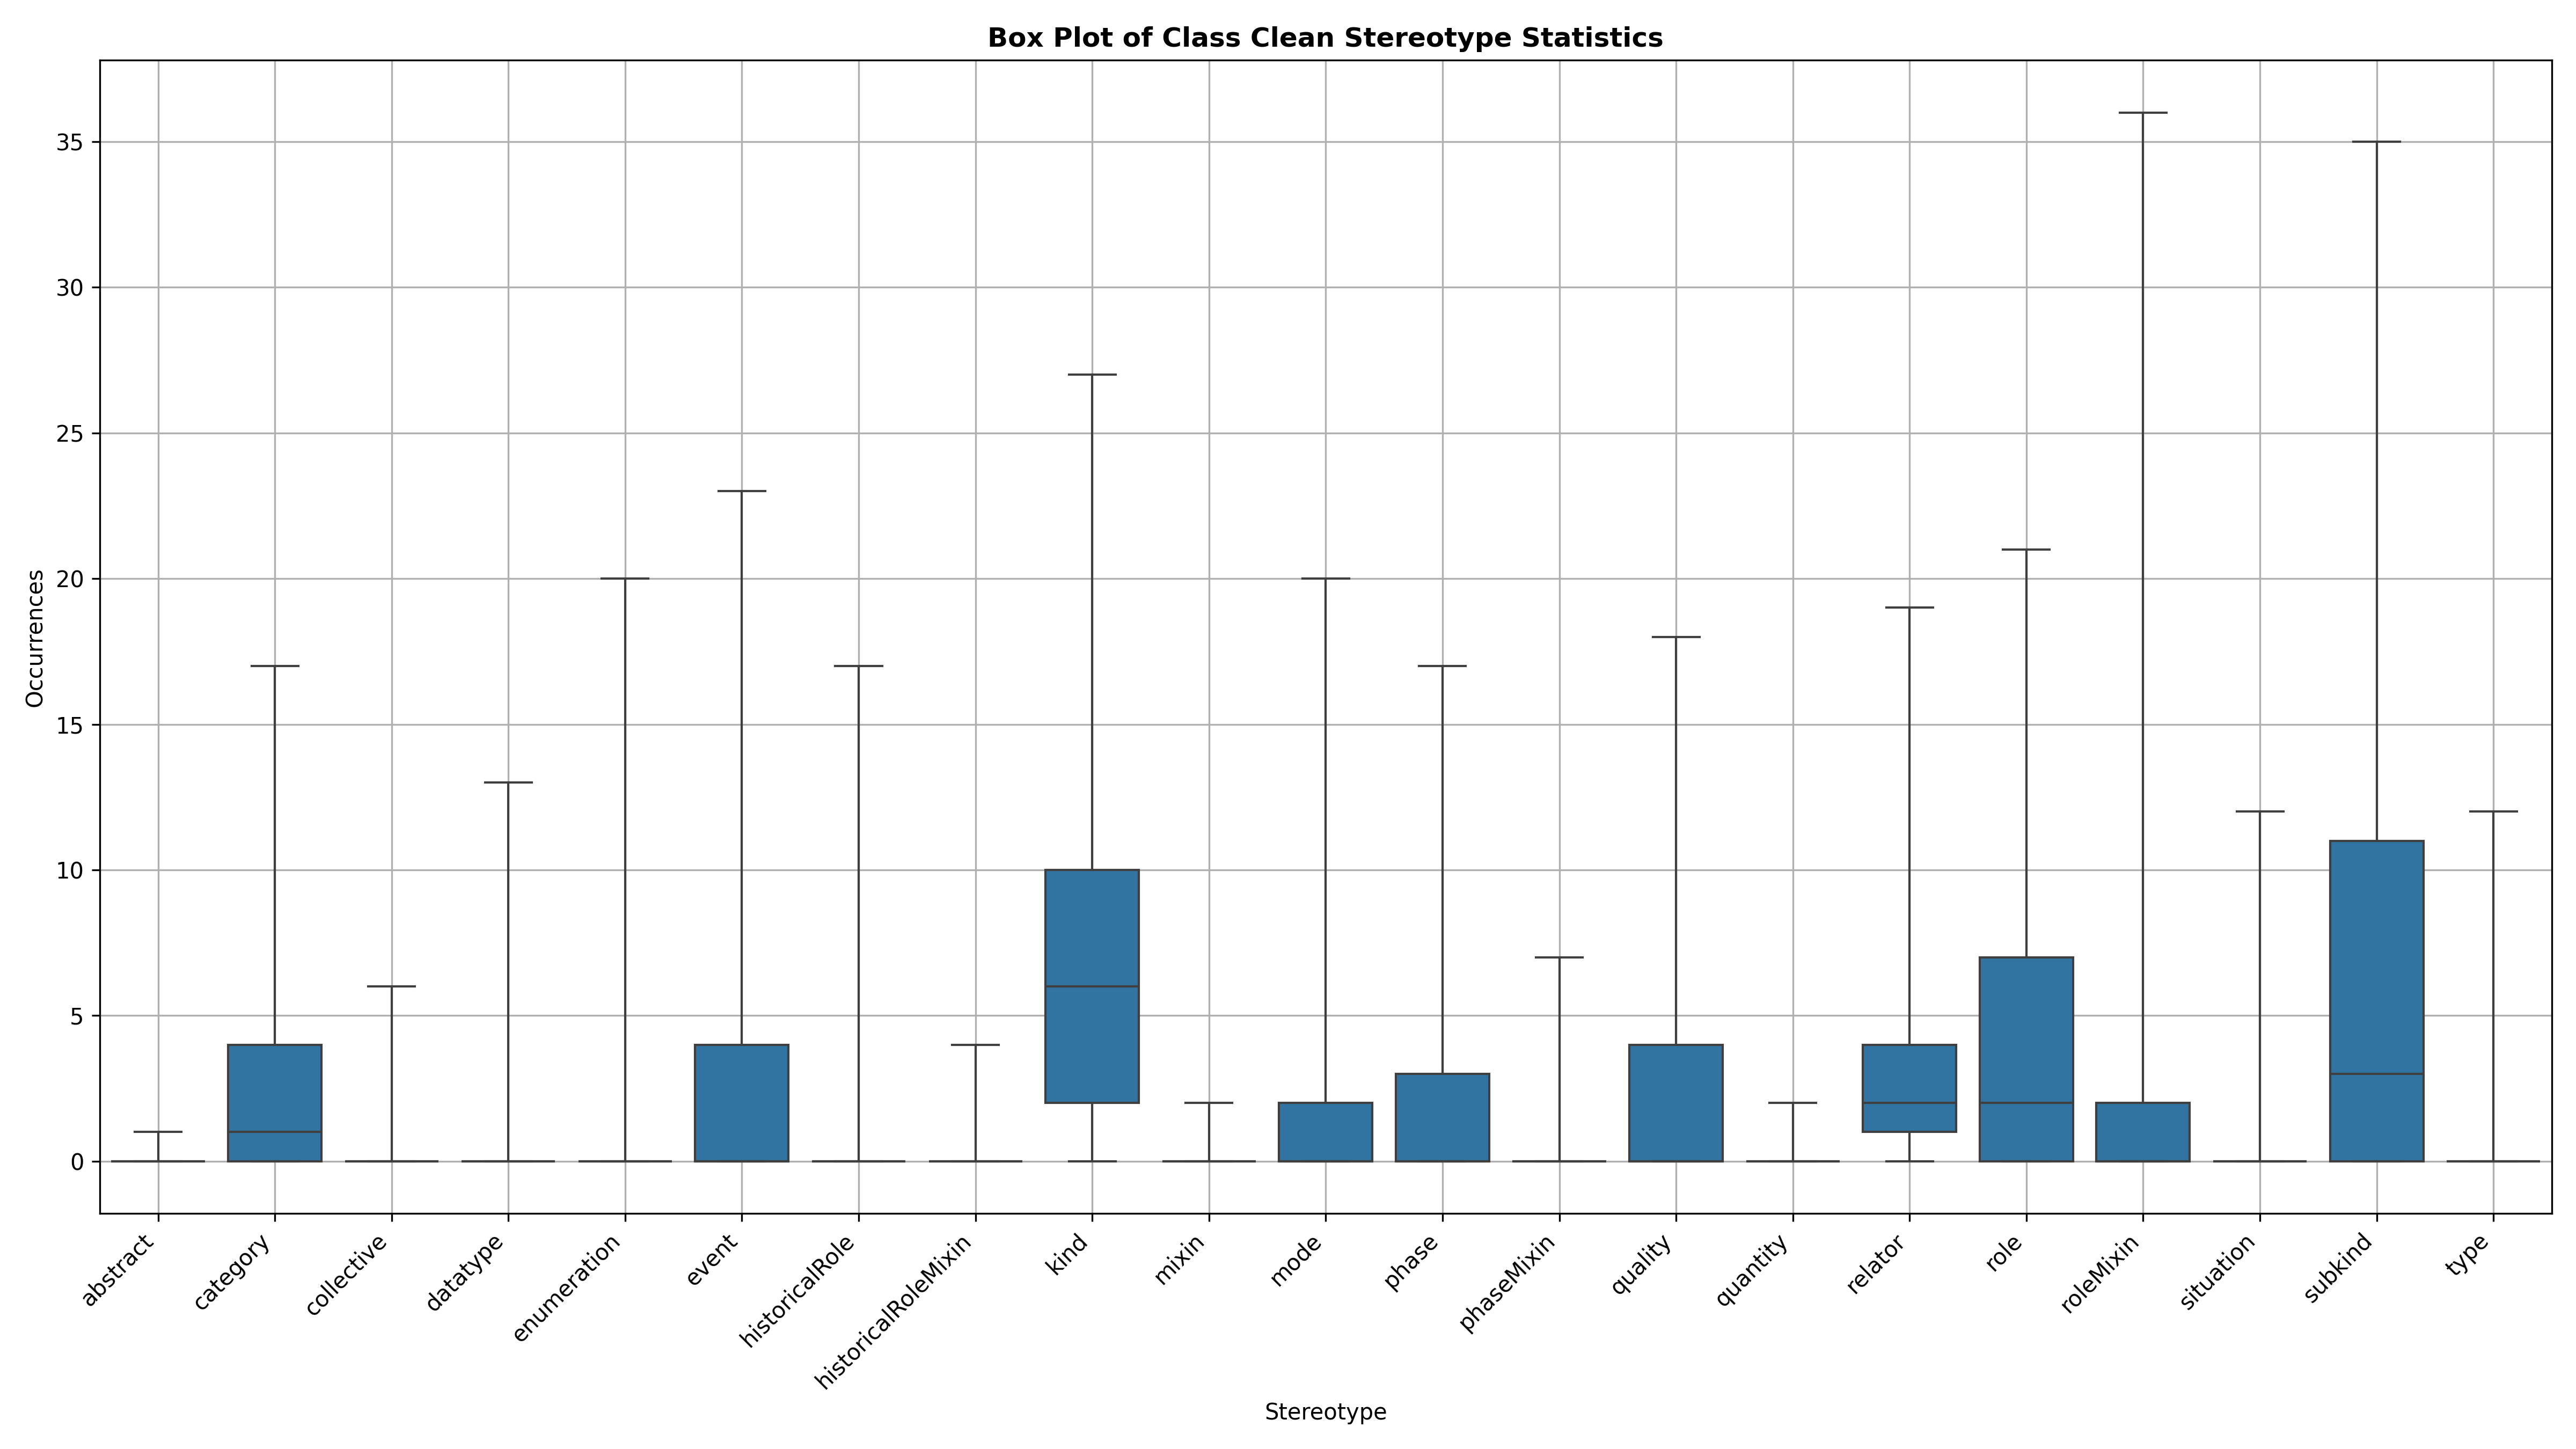 Box Plot of Class Clean Stereotype Statistics
Occurrences
35
30
25
20
15
10
5
0
abstract
category
collective
datatype
enumeration
event
historicalRole
historicalRoleMixin
kind
mixin
mode
phase
phaseMixin
quality
quantity
relator
role
roleMixin
situation
subkind
type
Stereotype